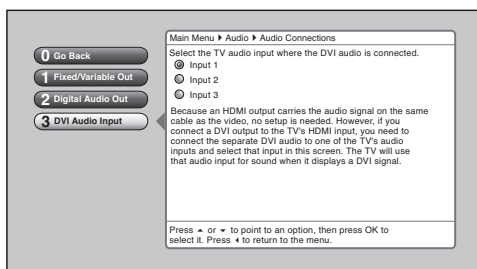 0 Go Back
1 Fixed/Variable Out
2 Digital Audio Out
3 DVI Audio Input
Main Menu ▶ Audio ▶ Audio Connections
Select the TV audio input where the DVI audio is connected.
Input 1
Input 2
Input 3
Because an HDMI output carries the audio signal on the same
cable as the video, no setup is needed. However, if you
connect a DVI output to the TV's HDMI input, you need to
connect the separate DVI audio to one of the TV's audio
inputs and select that input in this screen. The TV will use
that audio input for sound when it displays a DVI signal.
Press ▲ or ▼ to point to an option, then press OK to
select it. Press ◀ to return to the menu.